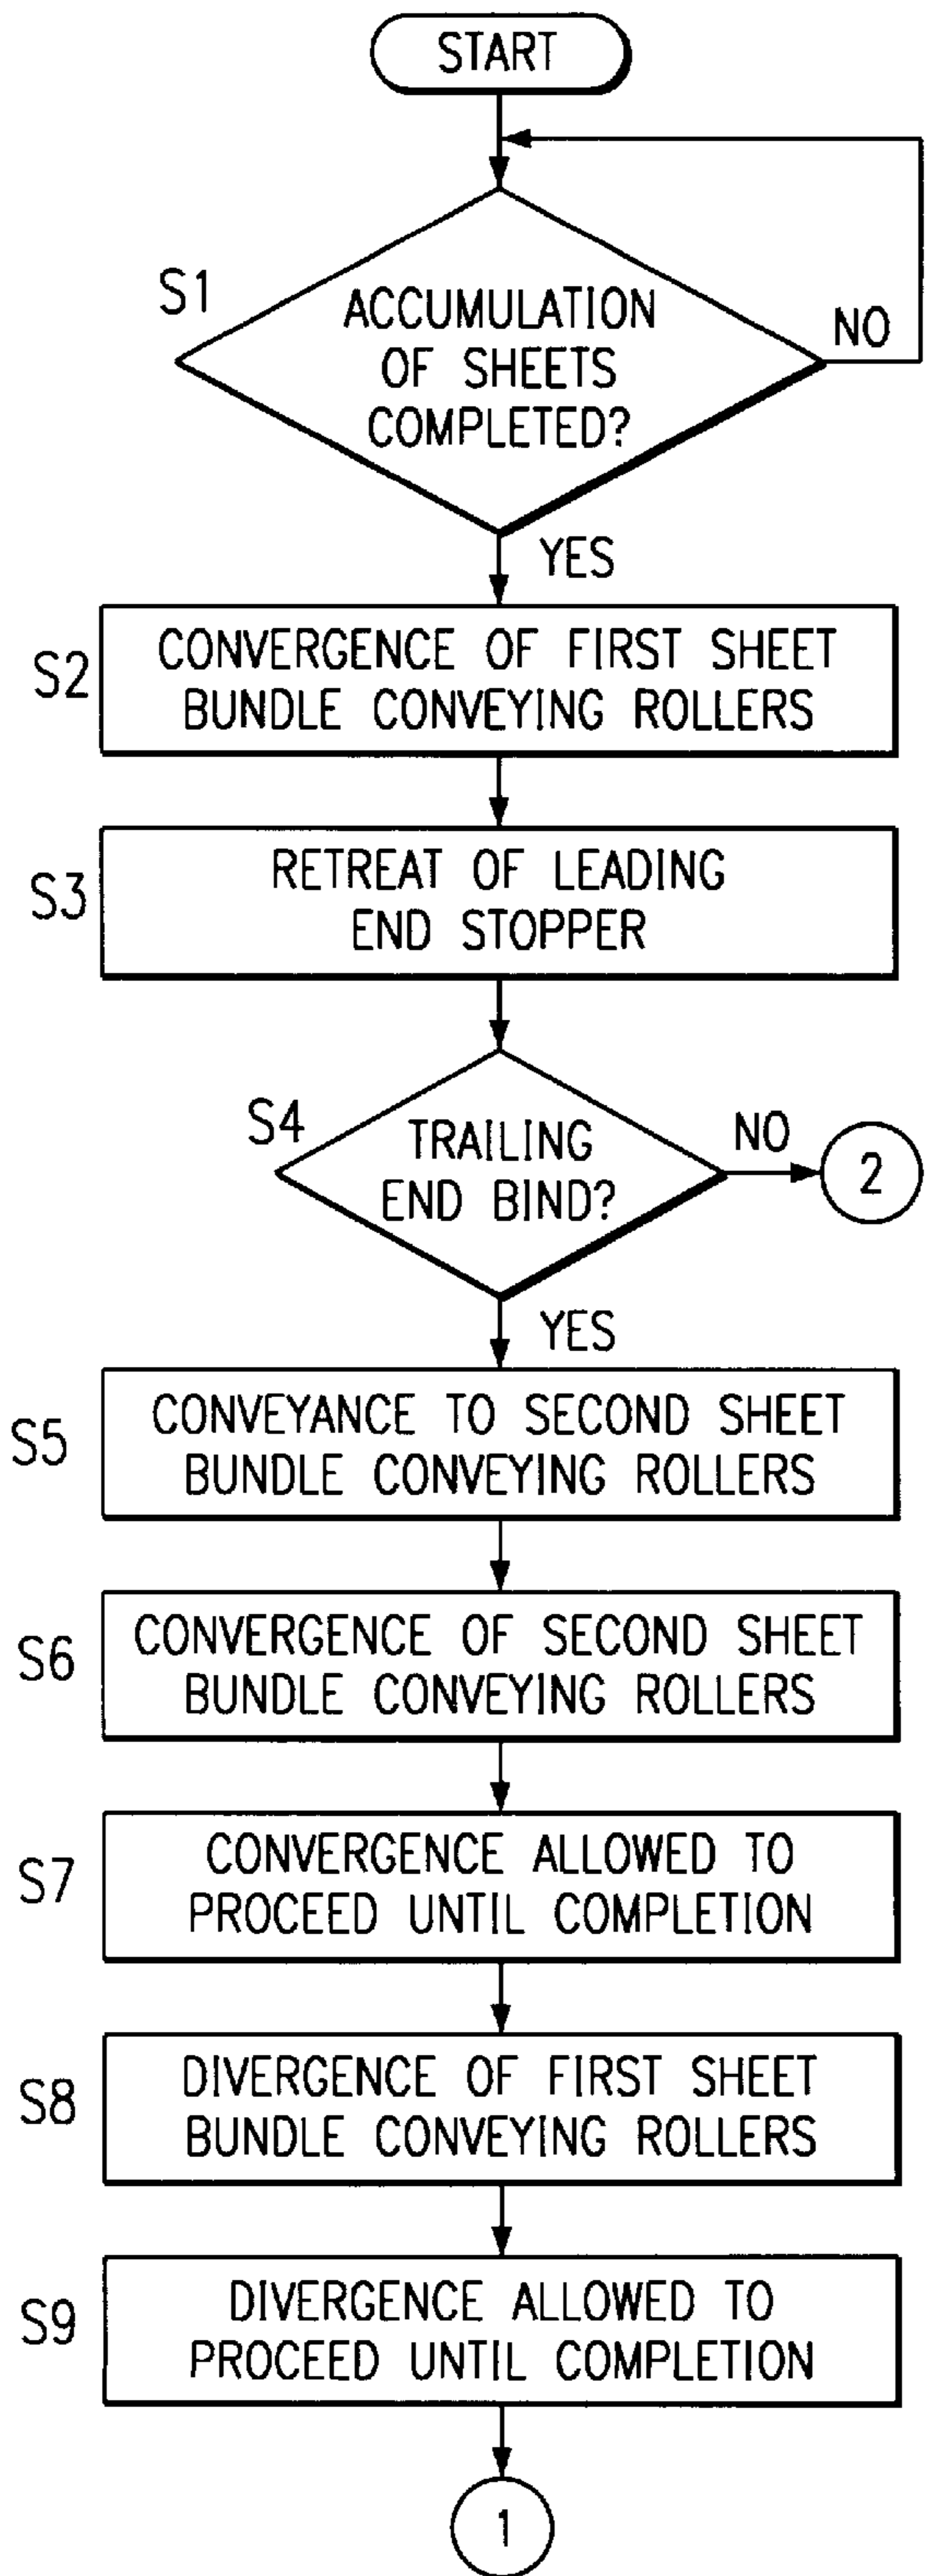 START
S1
ACCUMULATION
OF SHEETS
COMPLETED?
NO
YES
S2
CONVERGENCE OF FIRST SHEET
BUNDLE CONVEYING ROLLERS
S3
RETREAT OF LEADING
END STOPPER
S4
TRAILING
END BIND?
NO
2
YES
S5
CONVEYANCE TO SECOND SHEET
BUNDLE CONVEYING ROLLERS
S6
CONVERGENCE OF SECOND SHEET
BUNDLE CONVEYING ROLLERS
S7
CONVERGENCE ALLOWED TO
PROCEED UNTIL COMPLETION
S8
DIVERGENCE OF FIRST SHEET
BUNDLE CONVEYING ROLLERS
S9
DIVERGENCE ALLOWED TO
PROCEED UNTIL COMPLETION
1